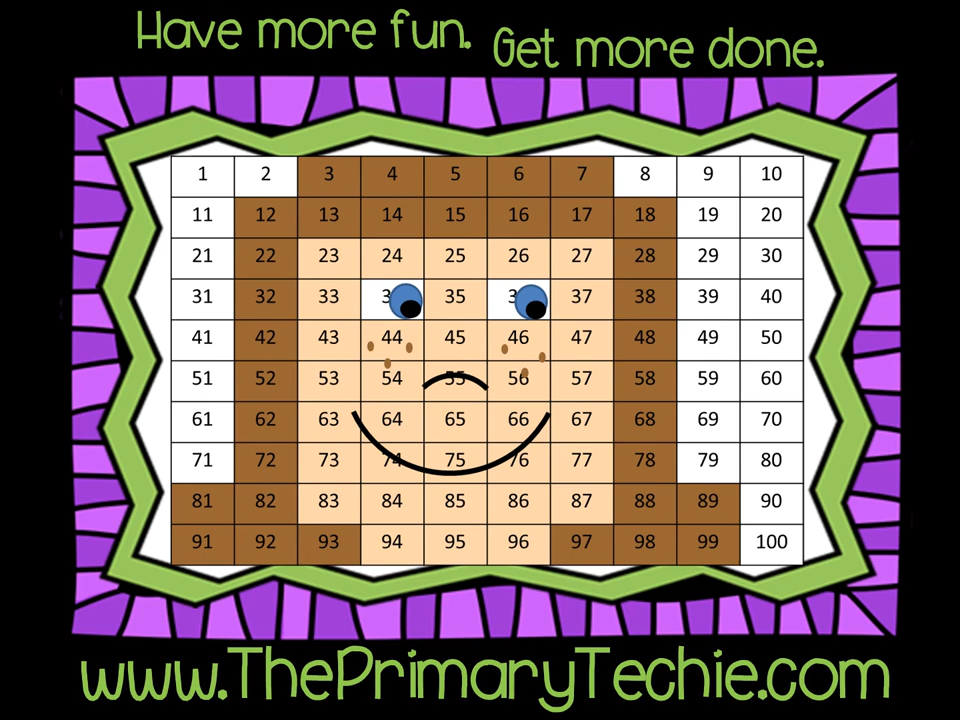 Have more fun. Get more done.
1 2 3 4 5 6 7 8 9 10
11 12 13 14 15 16 17 18 19 20
21 22 23 24 25 26 27 28 29 30
31 32 33 3 35 3 37 38 39 40
41 42 43 44 45 46 47 48 49 50
51 52 53 54 55 56 57 58 59 60
61 62 63 64 65 66 67 68 69 70
71 72 73 74 75 76 77 78 79 80
81 82 83 84 85 86 87 88 89 90
91 92 93 94 95 96 97 98 99 100
www.ThePrimaryTechie.com